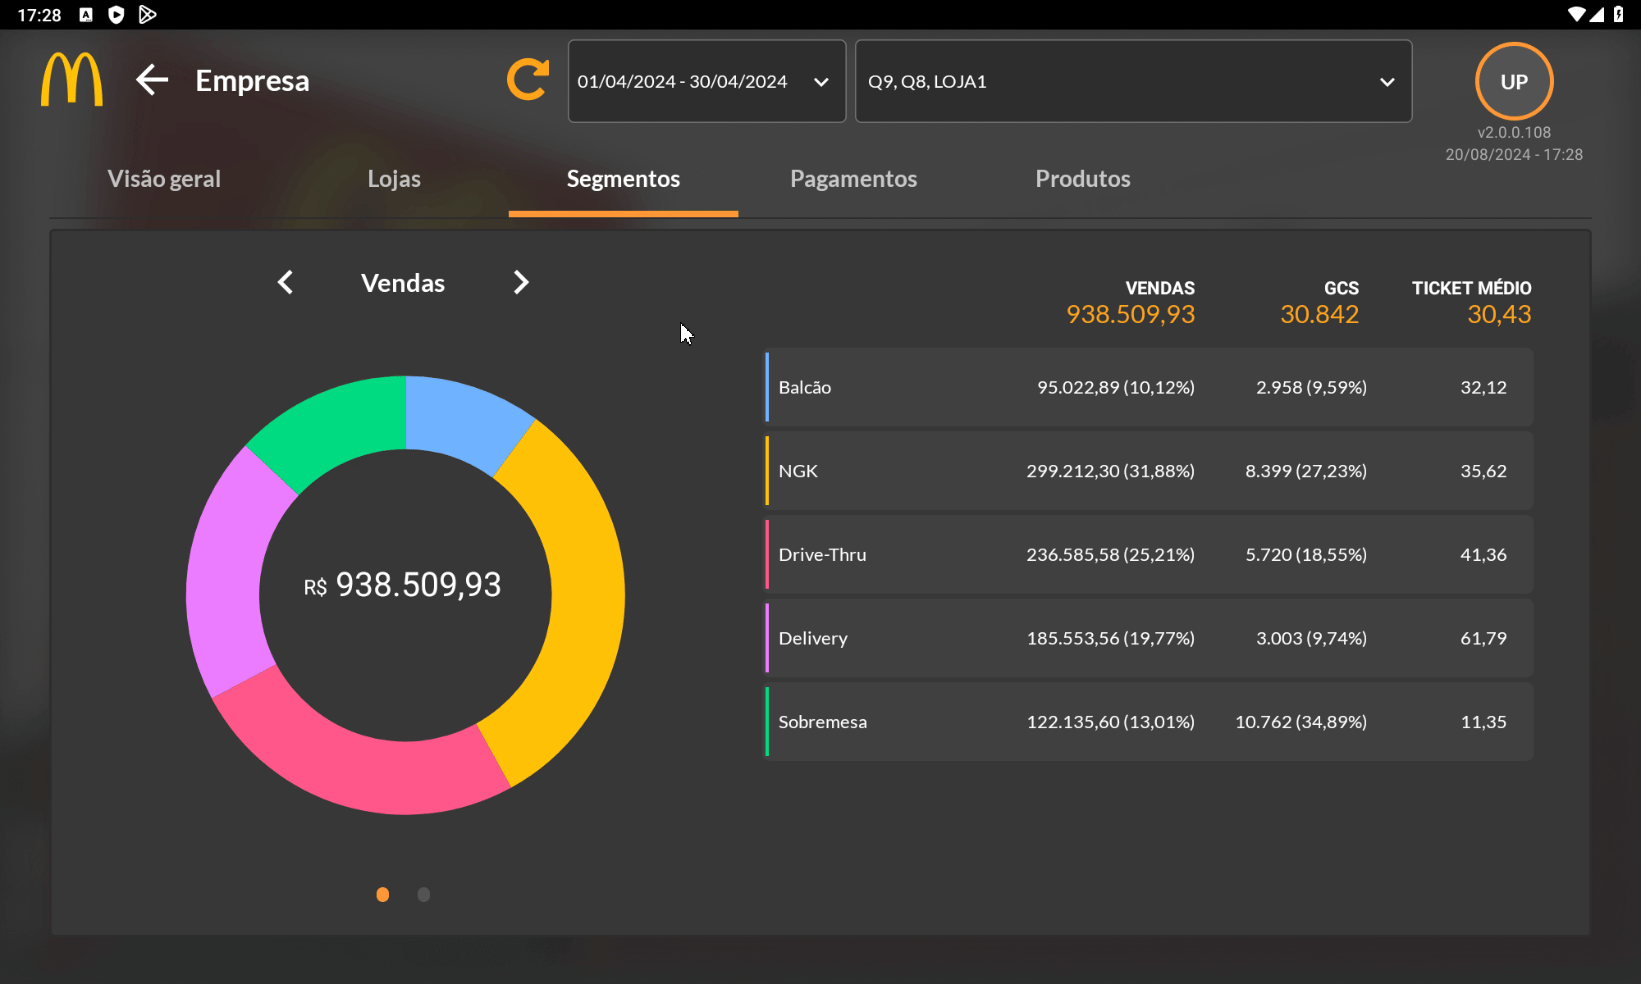 17:28
Empresa
01/04/2024 - 30/04/2024
Q9, Q8, LOJA1
UP
v2.0.0.108
20/08/2024 - 17:28
Visão geral
Lojas
Segmentos
Pagamentos
Produtos
Vendas
R$ 938.509,93
VENDAS GCS TICKET MÉDIO
938.509,93 30.842 30,43
Balcão 95.022,89 (10,12%) 2.958 (9,59%) 32,12
NGK 299.212,30 (31,88%) 8.399 (27,23%) 35,62
Drive-Thru 236.585,58 (25,21%) 5.720 (18,55%) 41,36
Delivery 185.553,56 (19,77%) 3.003 (9,74%) 61,79
Sobremesa 122.135,60 (13,01%) 10.762 (34,89%) 11,35